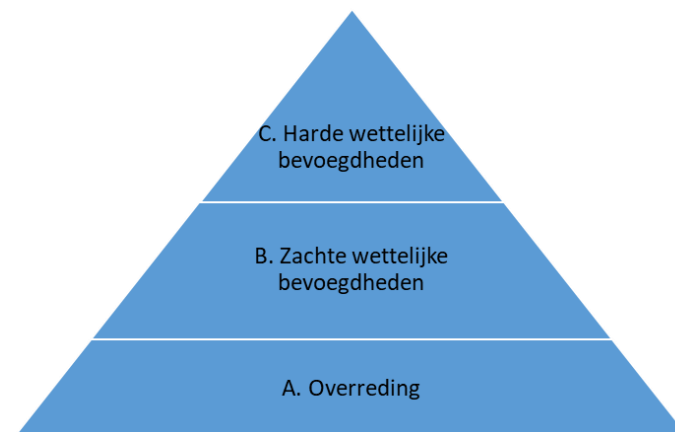 C. Harde wettelijke
bevoegdheden
B. Zachte wettelijke
bevoegdheden
A. Overreding